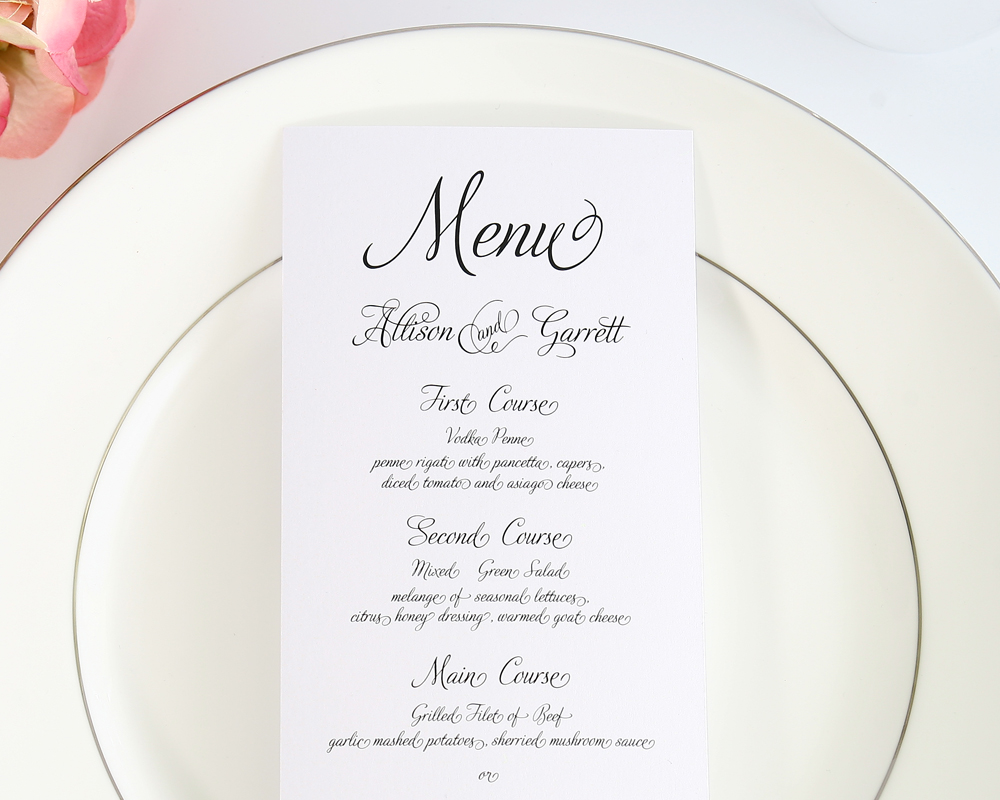 Menu
Allison and Garrett
First Course
Vodka Penne
penne rigati with pancetta, capers,
diced tomato and asiago cheese
Second Course
Mixed Green Salad
melange of seasonal lettuces,
citrus honey dressing, warmed goat cheese
Main Course
Grilled Filet of Beef
garlic mashed potatoes, sherried mushroom sauce
or